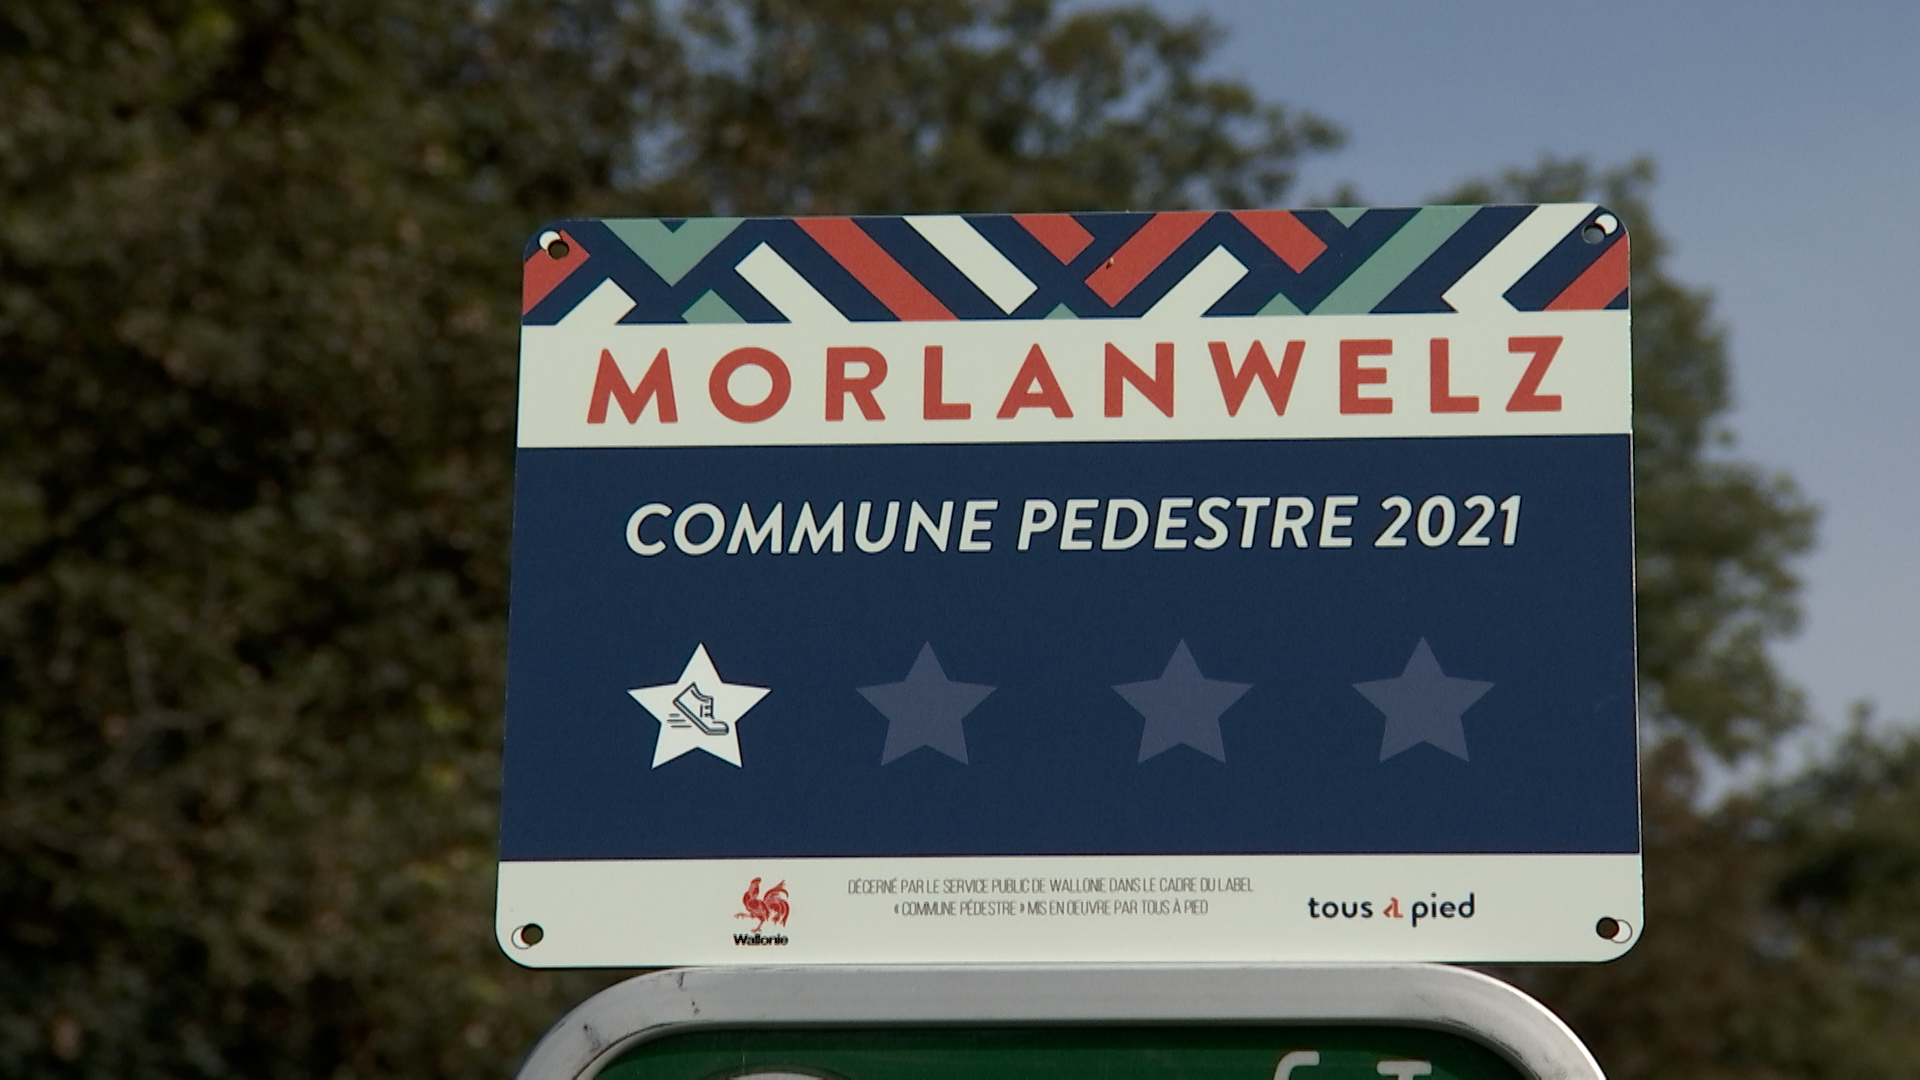 MORLANWELZ
COMMUNE PEDESTRE 2021
DÉCERNÉ PAR LE SERVICE PUBLIC DE WALLONIE DANS LE CADRE DU LABEL
« COMMUNE PÉDESTRE » MIS EN OEUVRE PAR TOUS À PIED
Wallonie
tous à pied